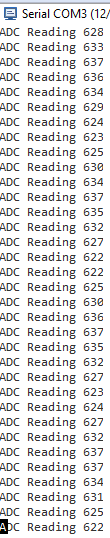 Serial COM3 (12/
ADC Reading 628
ADC Reading 633
ADC Reading 637
ADC Reading 636
ADC Reading 634
ADC Reading 629
ADC Reading 624
ADC Reading 623
ADC Reading 625
ADC Reading 630
ADC Reading 634
ADC Reading 637
ADC Reading 635
ADC Reading 632
ADC Reading 627
ADC Reading 622
ADC Reading 622
ADC Reading 625
ADC Reading 630
ADC Reading 636
ADC Reading 637
ADC Reading 635
ADC Reading 632
ADC Reading 627
ADC Reading 623
ADC Reading 624
ADC Reading 627
ADC Reading 632
ADC Reading 637
ADC Reading 637
ADC Reading 634
ADC Reading 631
ADC Reading 625
ADC Reading 622